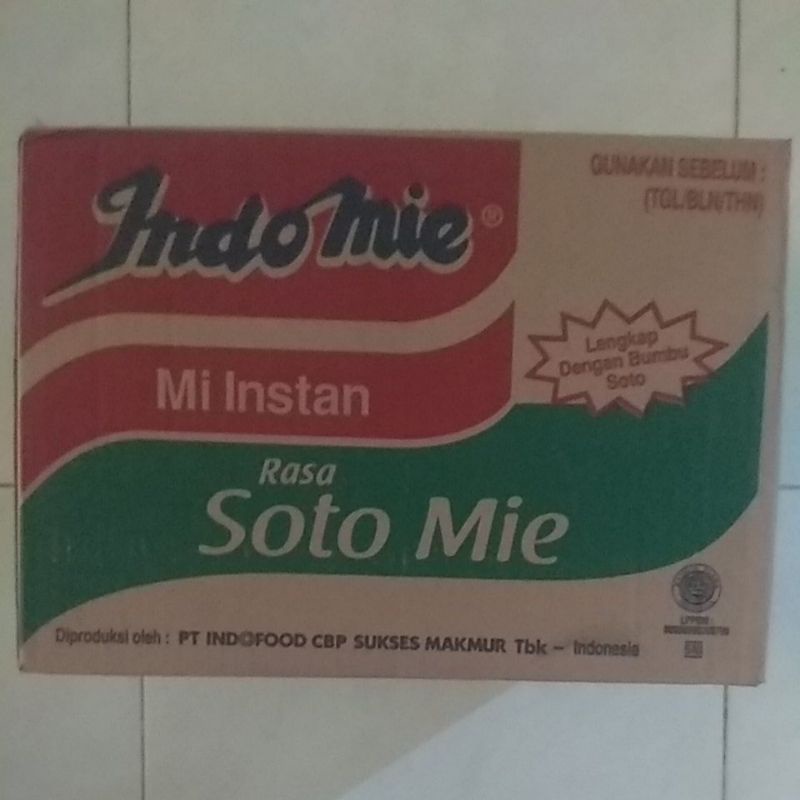 IndoMie ®
GUNAKAN SEBELUM :
(TGL/BLN/THN)
Lengkap
Dengan Bumbu
Soto
Mi Instan
Rasa
Soto Mie
Diproduksi oleh : PT INDOFOOD CBP SUKSES MAKMUR Tbk – Indonesia